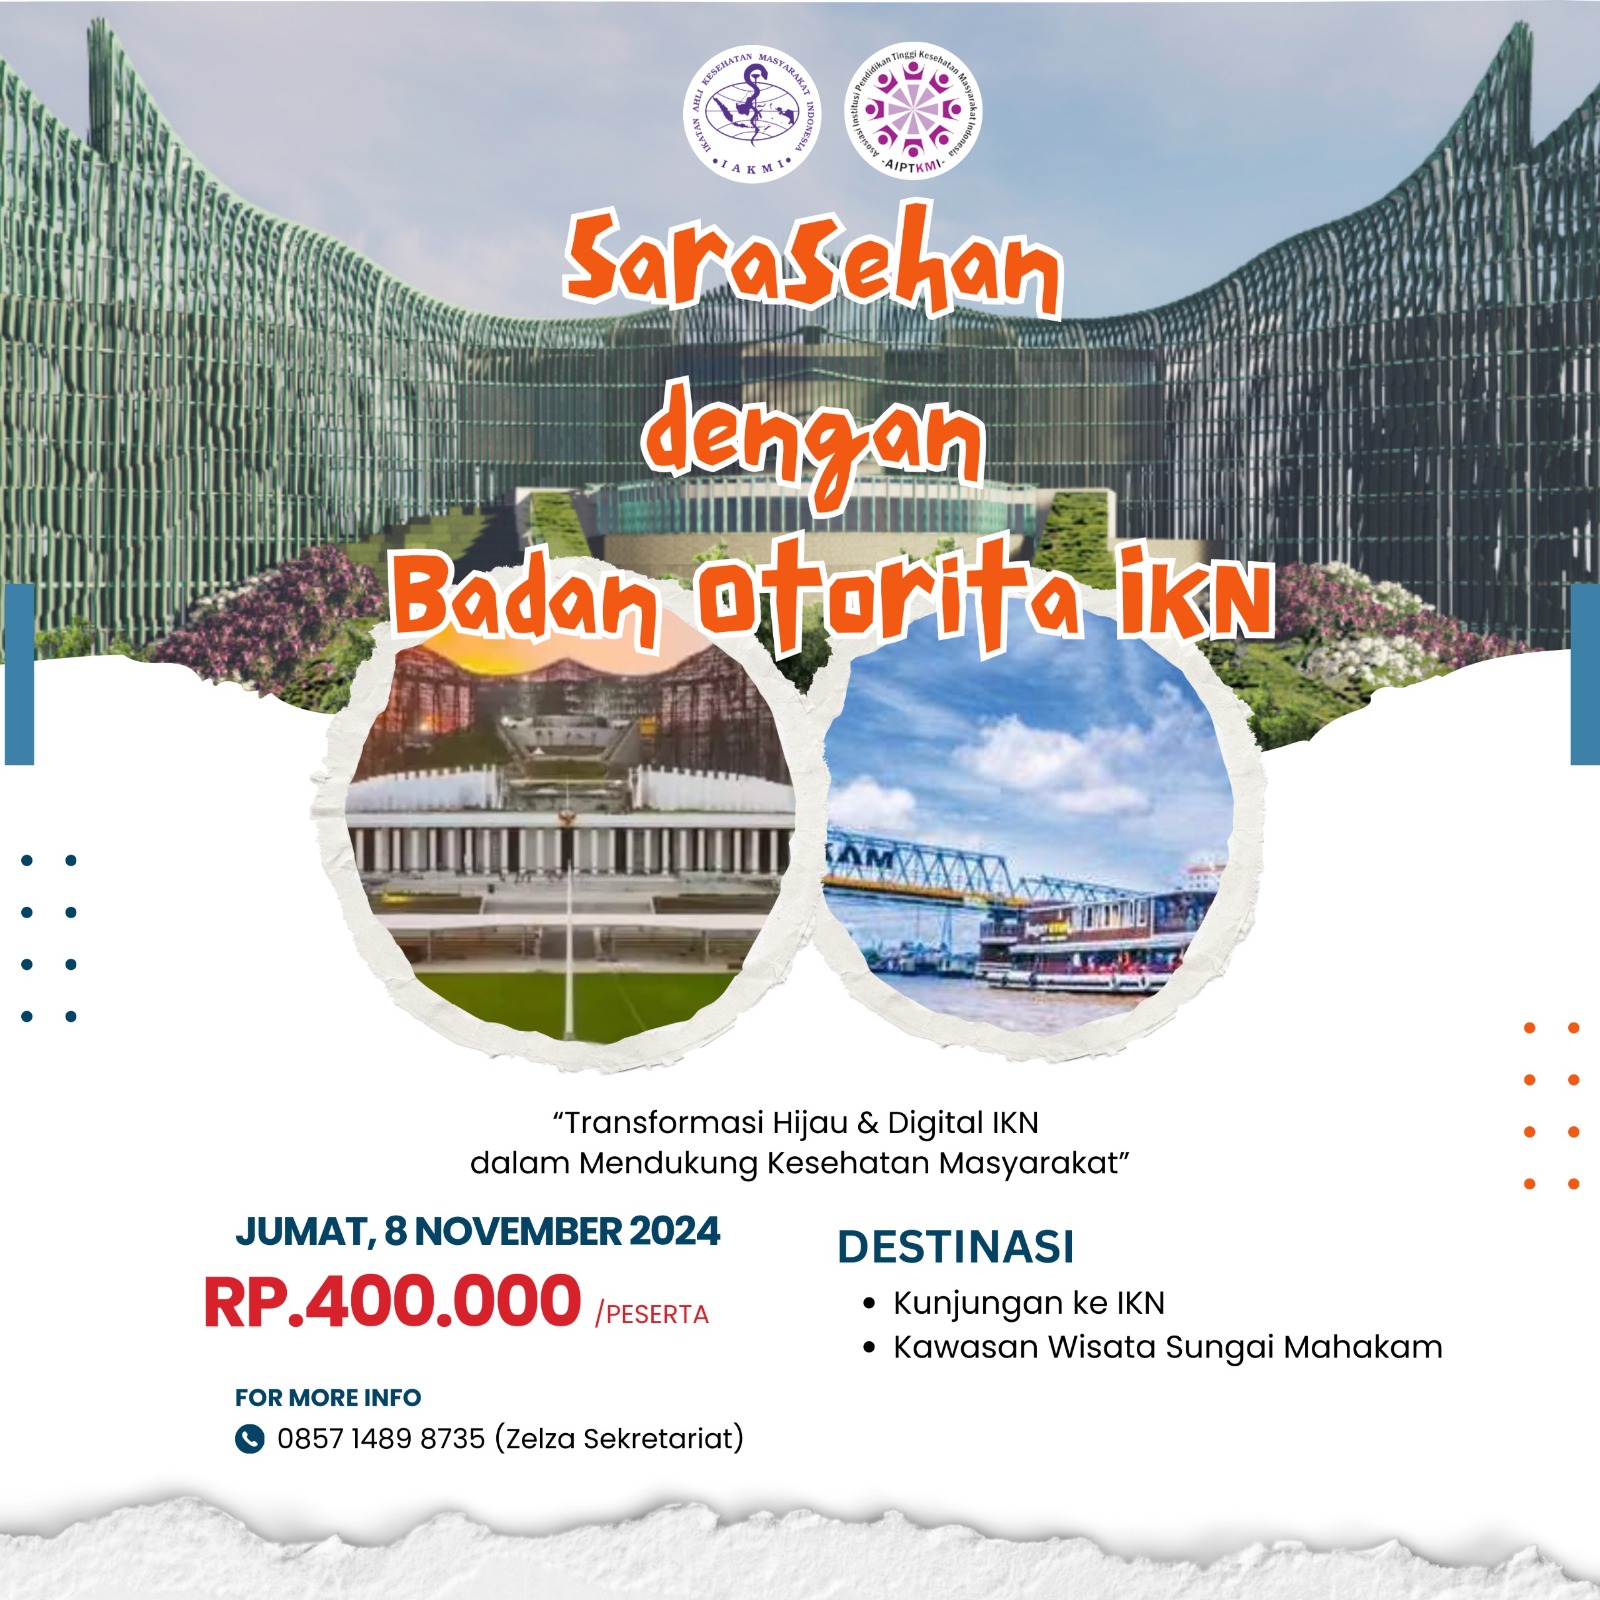 IKATAN AHLI KESEHATAN MASYARAKAT INDONESIA
• I A K M I •
Asosiasi Institusi Pendidikan Tinggi Kesehatan Masyarakat Indonesia
-AIPTKMI-
Sarasehan
dengan
Badan Otorita IKN
KAM
“Transformasi Hijau & Digital IKN
dalam Mendukung Kesehatan Masyarakat”
JUMAT, 8 NOVEMBER 2024
RP.400.000 /PESERTA
DESTINASI
• Kunjungan ke IKN
• Kawasan Wisata Sungai Mahakam
FOR MORE INFO
0857 1489 8735 (Zelza Sekretariat)